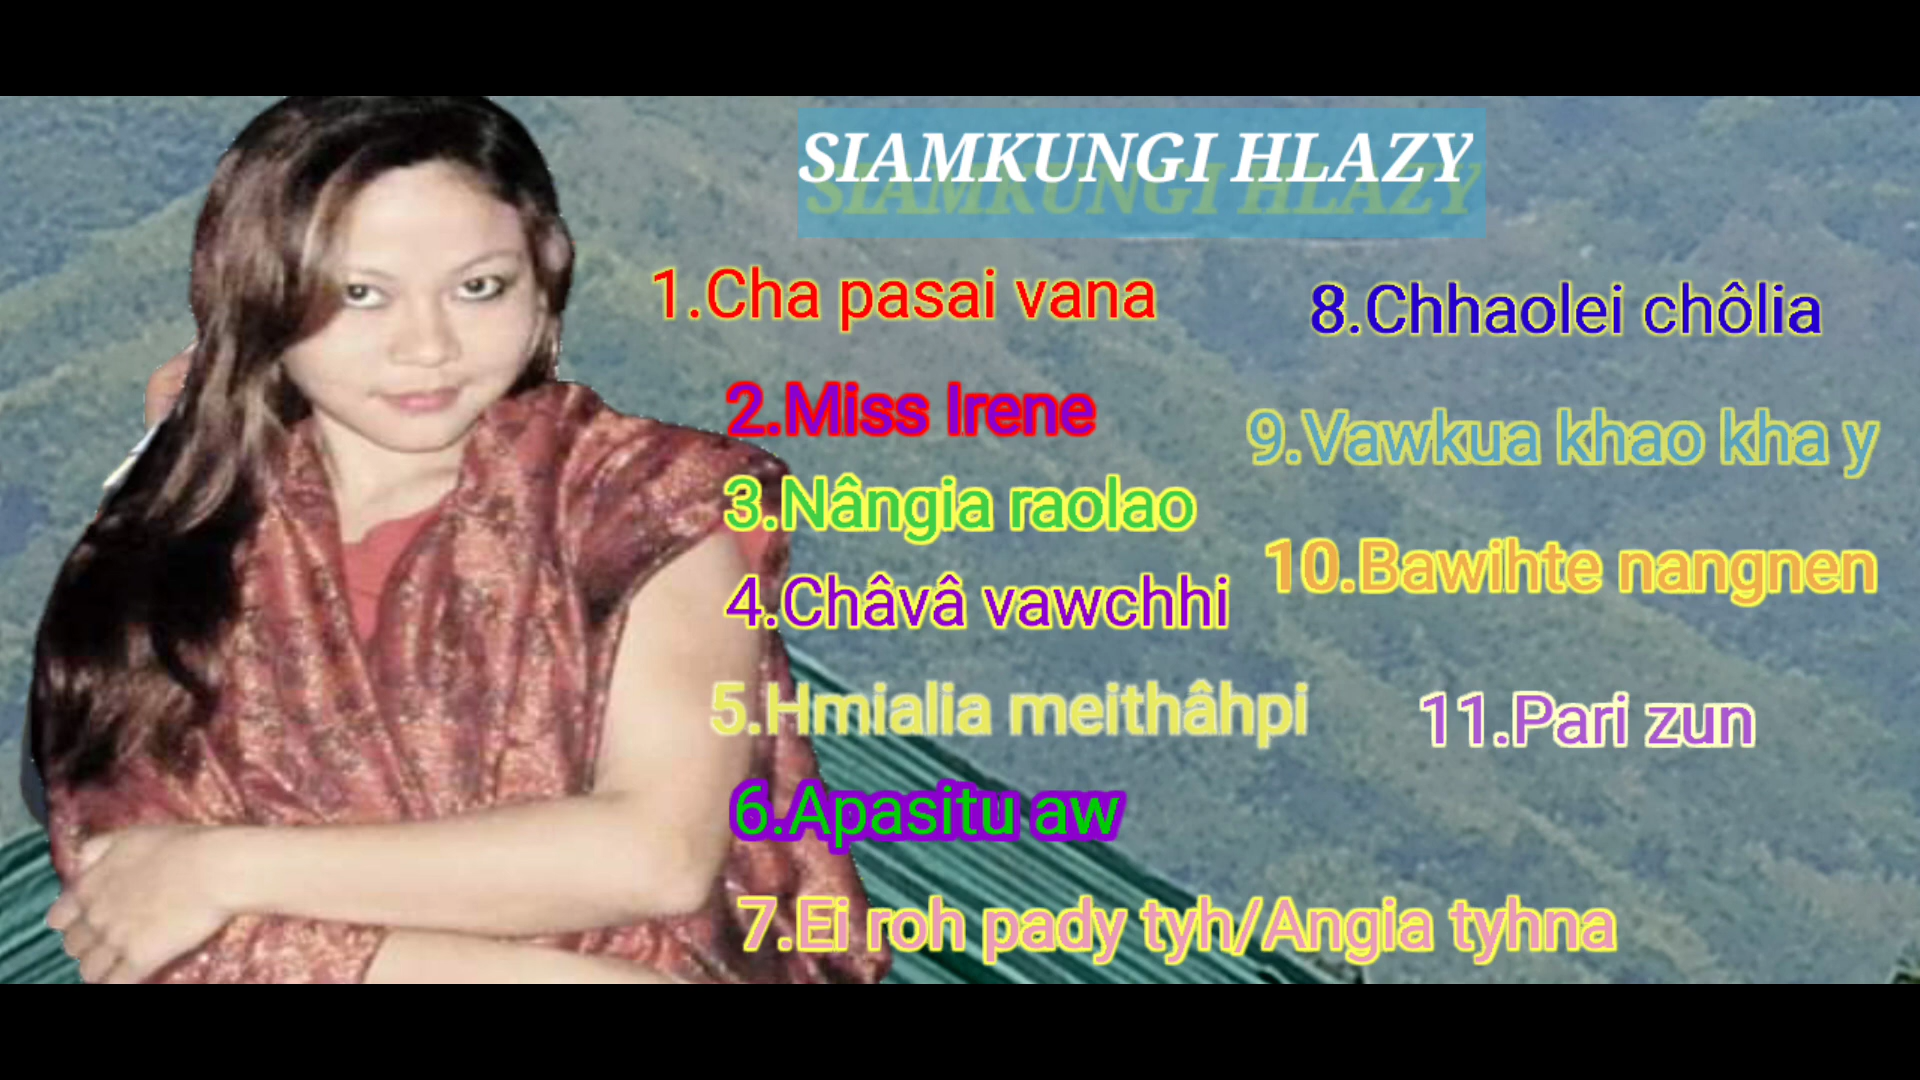 SIAMKUNGI HLAZY
1.Cha pasai vana
2.Miss Irene
3.Nângia raolao
4.Châvâ vawchhi
5.Hmialia meithâhpi
6.Apasitu aw
7.Ei roh pady tyh/Angia tyhna
8.Chhaolei chôlia
9.Vawkua khao kha y
10.Bawihte nangnen
11.Pari zun